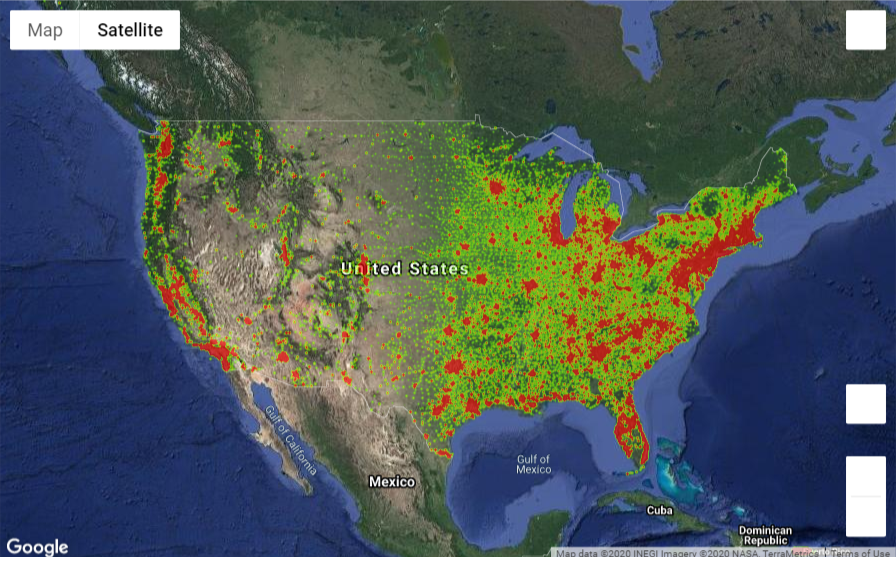 Map
Satellite
United States
Gulf of
California
Gulf of
Mexico
Mexico
Cuba
Dominican
Republic
Google
Map data ©2020 INEGI Imagery ©2020 NASA, TerraMetrics
Terms of Use